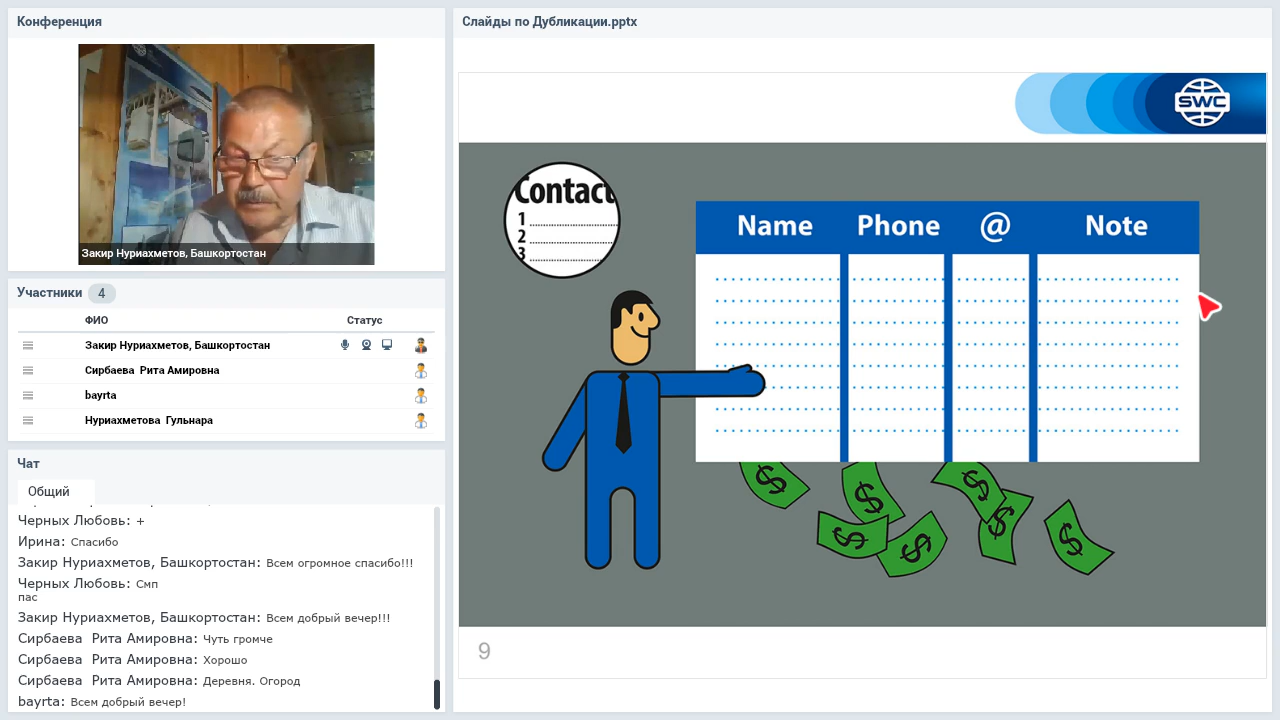 Конференция
Закир Нуриахметов, Башкортостан
Участники 4
ФИО Статус
Закир Нуриахметов, Башкортостан
Сирбаева Рита Амировна
bayrta
Нуриахметова Гульнара
Чат
Общий
Черных Любовь: +
Ирина: Спасибо
Закир Нуриахметов, Башкортостан: Всем огромное спасибо!!!
Черных Любовь: Смп
пас
Закир Нуриахметов, Башкортостан: Всем добрый вечер!!!
Сирбаева Рита Амировна: Чуть громче
Сирбаева Рита Амировна: Хорошо
Сирбаева Рита Амировна: Деревня. Огород
bayrta: Всем добрый вечер!
Слайды по Дубликации.pptx
SWC
Contact
1
2
3
Name Phone @ Note
$ $ $ $ $ $ $
9